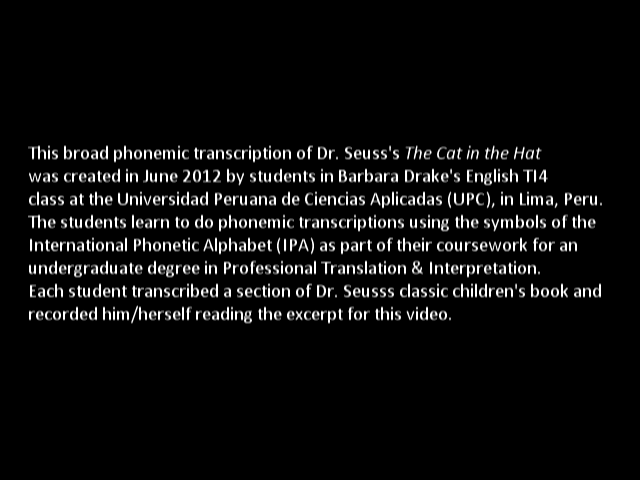 This broad phonemic transcription of Dr. Seuss's The Cat in the Hat
was created in June 2012 by students in Barbara Drake's English TI4
class at the Universidad Peruana de Ciencias Aplicadas (UPC), in Lima, Peru.
The students learn to do phonemic transcriptions using the symbols of the
International Phonetic Alphabet (IPA) as part of their coursework for an
undergraduate degree in Professional Translation & Interpretation.
Each student transcribed a section of Dr. Seusss classic children's book and
recorded him/herself reading the excerpt for this video.